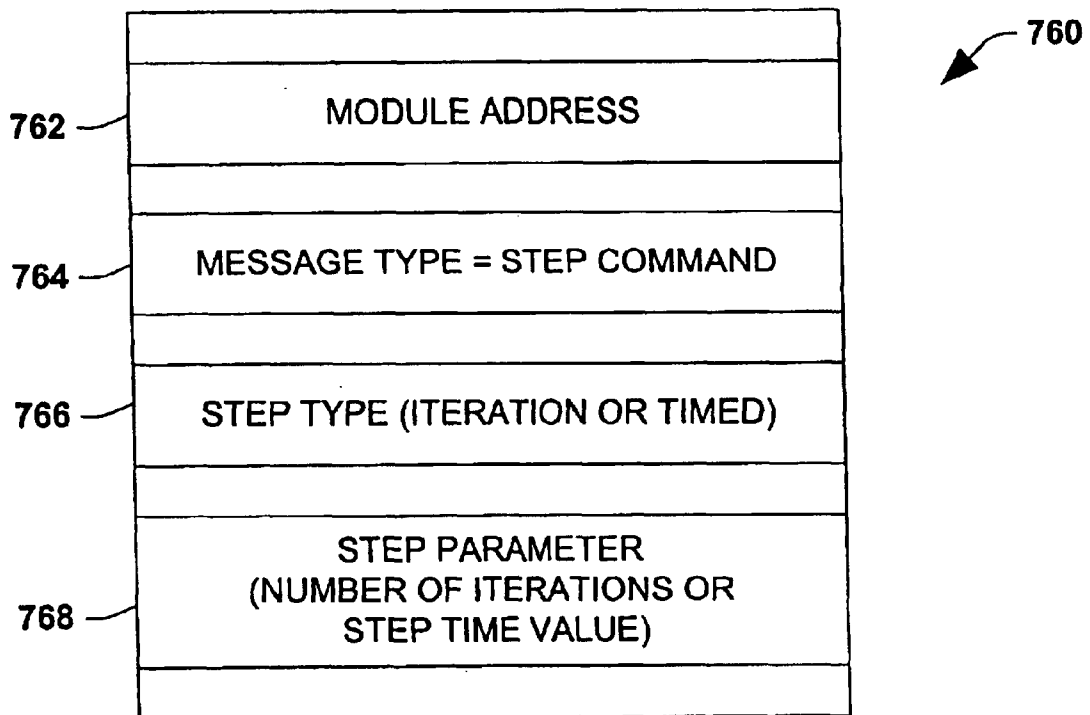 760
762
MODULE ADDRESS
764
MESSAGE TYPE = STEP COMMAND
766
STEP TYPE (ITERATION OR TIMED)
768
STEP PARAMETER
(NUMBER OF ITERATIONS OR
STEP TIME VALUE)